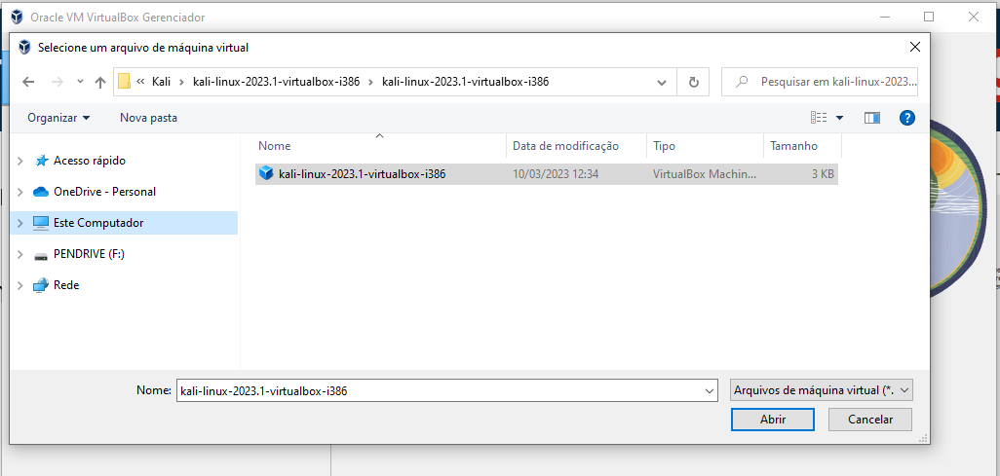 Oracle VM VirtualBox Gerenciador
Selecione um arquivo de máquina virtual
« Kali > kali-linux-2023.1-virtualbox-i386 > kali-linux-2023.1-virtualbox-i386
Pesquisar em kali-linux-2023...
Organizar Nova pasta
Nome Data de modificação Tipo Tamanho
Acesso rápido
kali-linux-2023.1-virtualbox-i386 10/03/2023 12:34 VirtualBox Machin... 3 KB
OneDrive - Personal
Este Computador
PENDRIVE (F:)
Rede
Nome: kali-linux-2023.1-virtualbox-i386 Arquivos de máquina virtual (*.
Abrir Cancelar